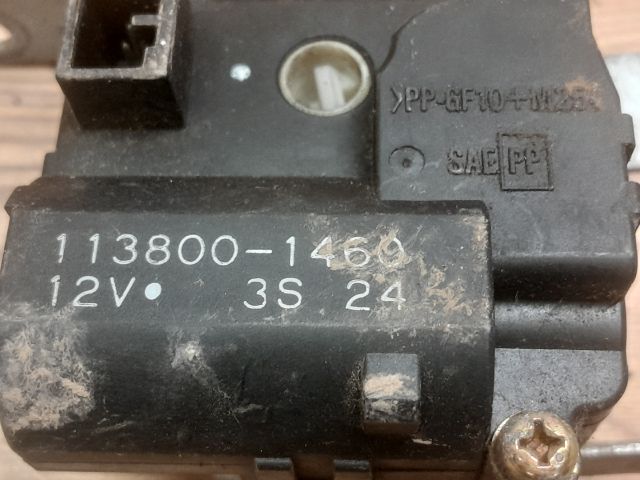 >PP-GF10+M25<
SAE PP
113800-1460
12V• 3S 24